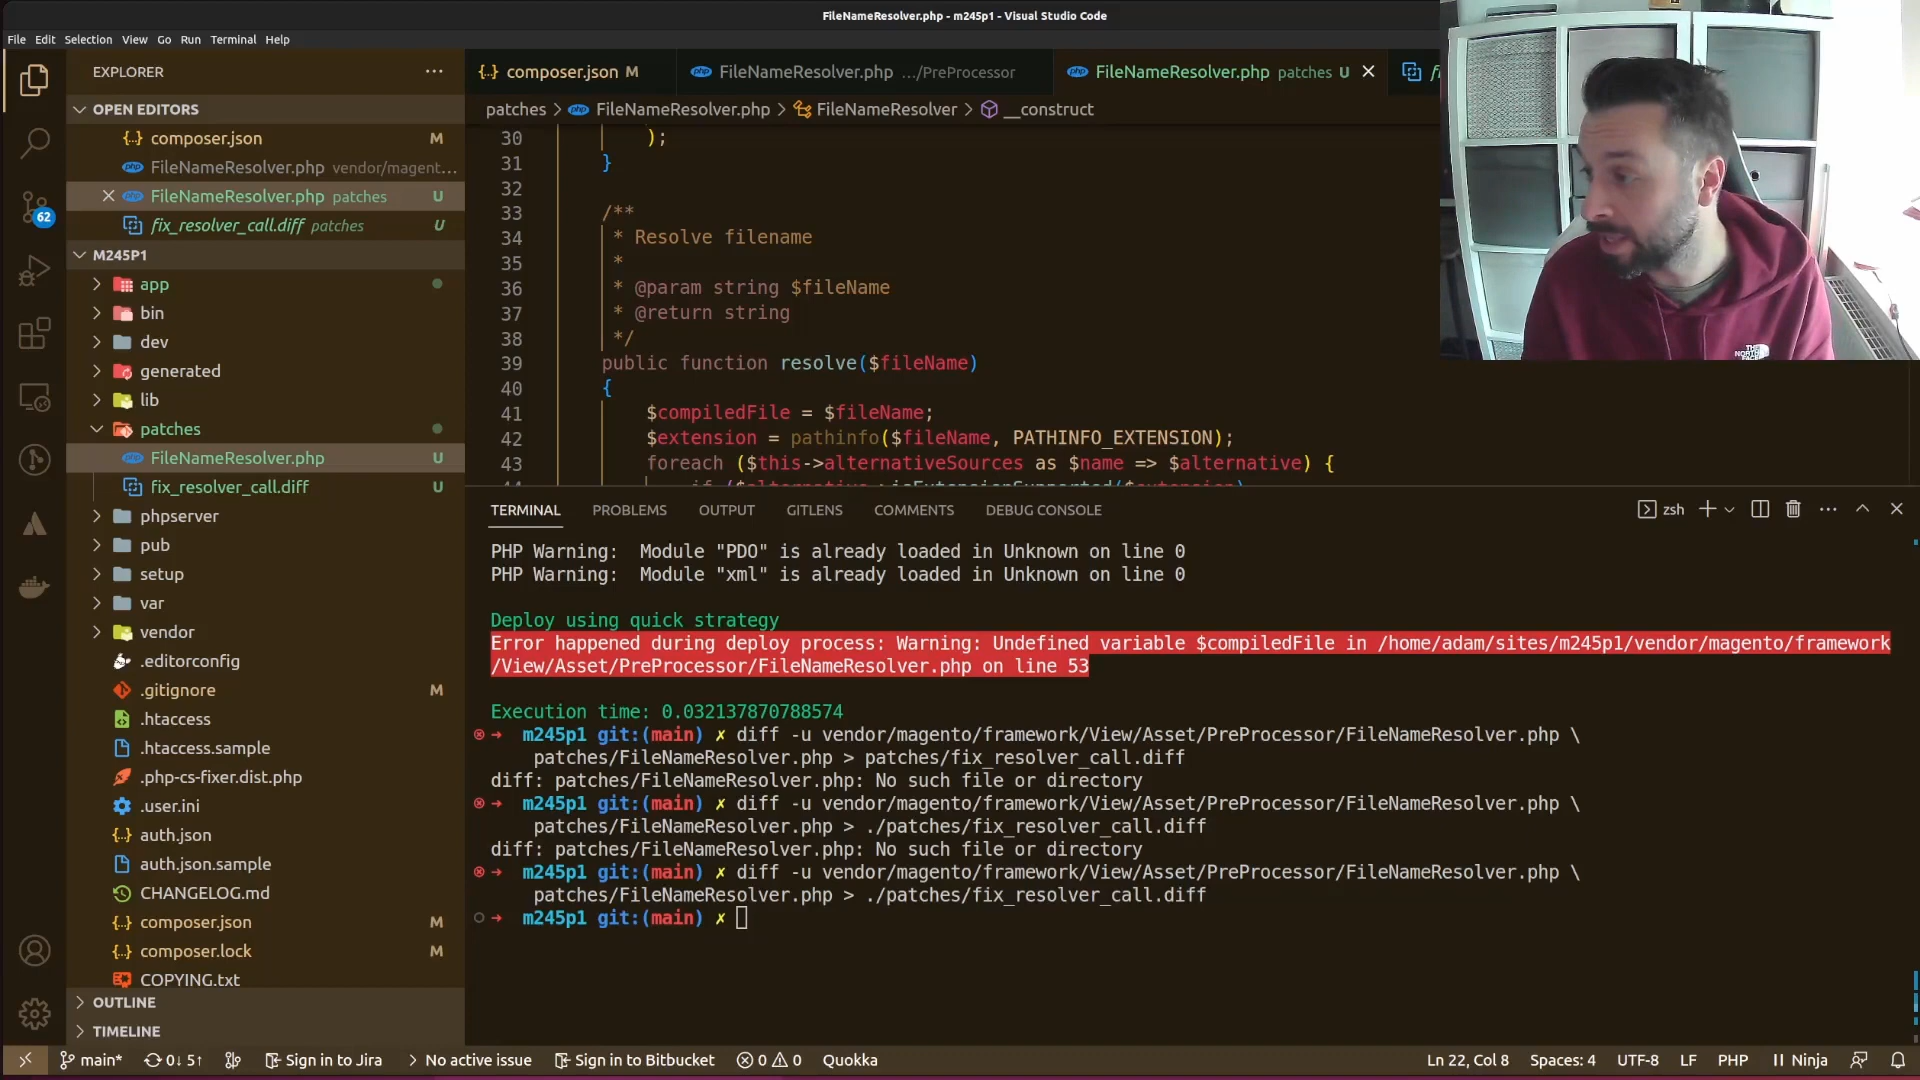 FileNameResolver.php - m245p1 - Visual Studio Code
File Edit Selection View Go Run Terminal Help
EXPLORER
OPEN EDITORS
composer.json M
FileNameResolver.php vendor/magent...
FileNameResolver.php patches U
fix_resolver_call.diff patches U
M245P1
app
bin
dev
generated
lib
patches
FileNameResolver.php U
fix_resolver_call.diff U
phpserver
pub
setup
var
vendor
.editorconfig
.gitignore M
.htaccess
.htaccess.sample
.php-cs-fixer.dist.php
.user.ini
auth.json
auth.json.sample
CHANGELOG.md
composer.json M
composer.lock M
COPYING.txt
OUTLINE
TIMELINE
62
composer.json M FileNameResolver.php .../PreProcessor FileNameResolver.php patches U
patches > FileNameResolver.php > FileNameResolver > __construct
30 );
31 }
32
33 /**
34 * Resolve filename
35 *
36 * @param string $fileName
37 * @return string
38 */
39 public function resolve($fileName)
40 {
41 $compiledFile = $fileName;
42 $extension = pathinfo($fileName, PATHINFO_EXTENSION);
43 foreach ($this->alternativeSources as $name => $alternative) {
THE NORTH FACE
TERMINAL PROBLEMS OUTPUT GITLENS COMMENTS DEBUG CONSOLE zsh
PHP Warning: Module "PDO" is already loaded in Unknown on line 0
PHP Warning: Module "xml" is already loaded in Unknown on line 0
Deploy using quick strategy
Error happened during deploy process: Warning: Undefined variable $compiledFile in /home/adam/sites/m245p1/vendor/magento/framework
/View/Asset/PreProcessor/FileNameResolver.php on line 53
Execution time: 0.032137870788574
➜ m245p1 git:(main) ✗ diff -u vendor/magento/framework/View/Asset/PreProcessor/FileNameResolver.php \
patches/FileNameResolver.php > patches/fix_resolver_call.diff
diff: patches/FileNameResolver.php: No such file or directory
➜ m245p1 git:(main) ✗ diff -u vendor/magento/framework/View/Asset/PreProcessor/FileNameResolver.php \
patches/FileNameResolver.php > ./patches/fix_resolver_call.diff
diff: patches/FileNameResolver.php: No such file or directory
➜ m245p1 git:(main) ✗ diff -u vendor/magento/framework/View/Asset/PreProcessor/FileNameResolver.php \
patches/FileNameResolver.php > ./patches/fix_resolver_call.diff
➜ m245p1 git:(main) ✗
main* 0↓ 5↑ Sign in to Jira > No active issue Sign in to Bitbucket 0 0 Quokka Ln 22, Col 8 Spaces: 4 UTF-8 LF PHP Ninja